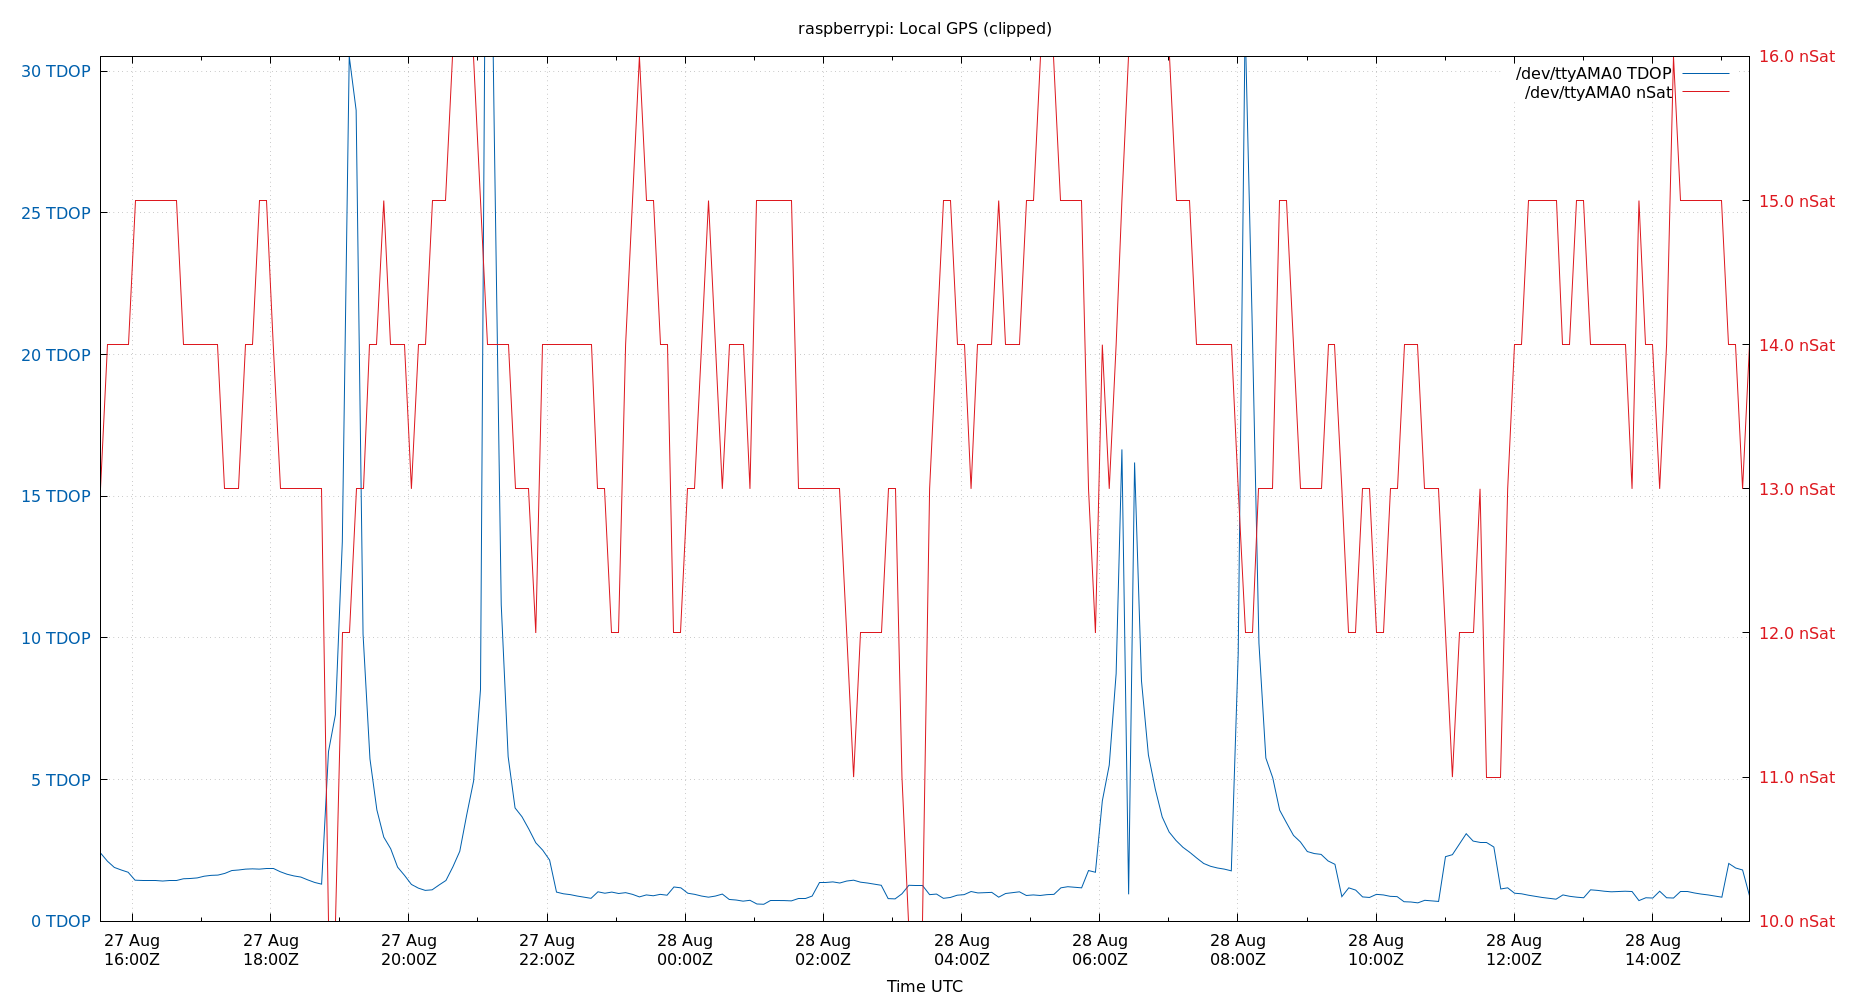 raspberrypi: Local GPS (clipped)
30 TDOP
25 TDOP
20 TDOP
15 TDOP
10 TDOP
5 TDOP
0 TDOP
16.0 nSat
15.0 nSat
14.0 nSat
13.0 nSat
12.0 nSat
11.0 nSat
10.0 nSat
/dev/ttyAMA0 TDOP
/dev/ttyAMA0 nSat
27 Aug
16:00Z
27 Aug
18:00Z
27 Aug
20:00Z
27 Aug
22:00Z
28 Aug
00:00Z
28 Aug
02:00Z
28 Aug
04:00Z
28 Aug
06:00Z
28 Aug
08:00Z
28 Aug
10:00Z
28 Aug
12:00Z
28 Aug
14:00Z
Time UTC